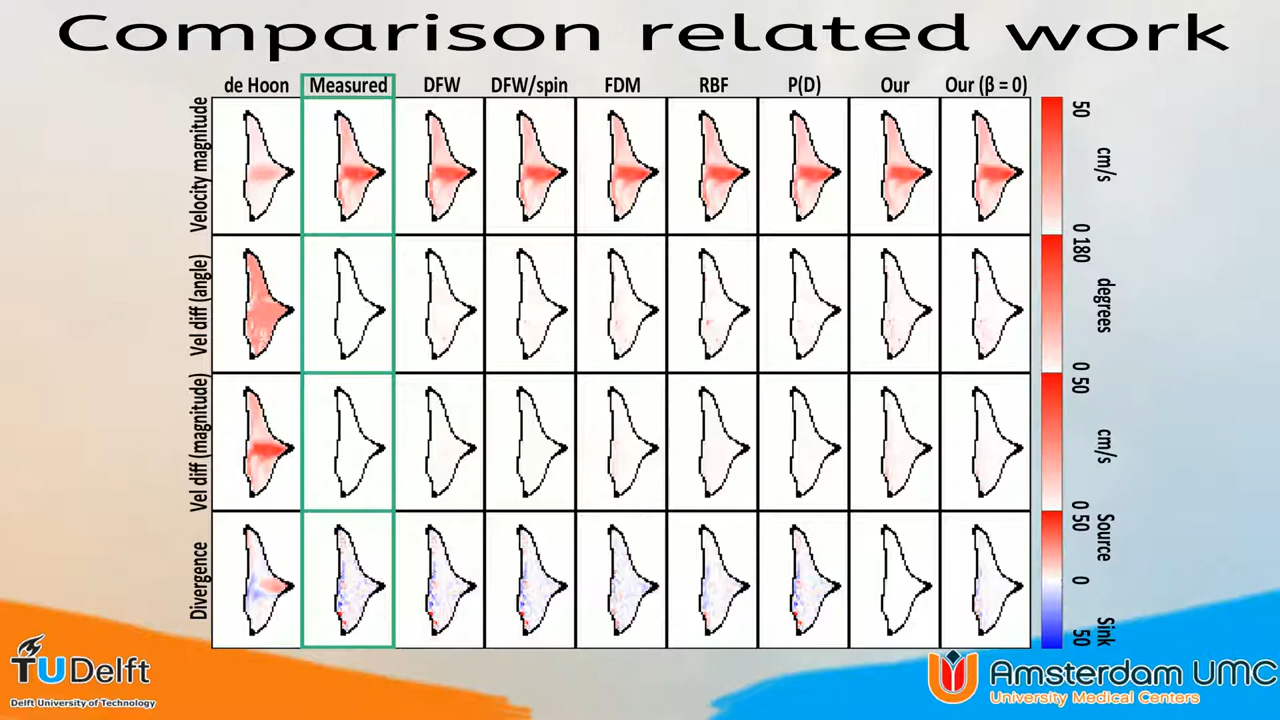 Comparison related work
de Hoon Measured DFW DFW/spin FDM RBF P(D) Our Our (β = 0)
Velocity magnitude
Vel diff (angle)
Vel diff (magnitude)
Divergence
50
cm/s
0
180
degrees
0
50
cm/s
0
50
Source
0
Sink
50
TUDelft
Delft University of Technology
Amsterdam UMC
University Medical Centers